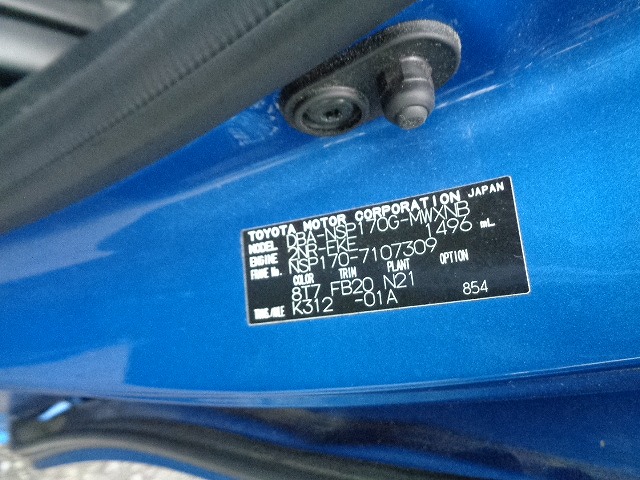 TOYOTA MOTOR CORPORATION JAPAN
MODEL DBA-NSP170G-MWXNB
ENGINE 2NR-FKE 1496 mL
FRAME No. NSP170-7107309
COLOR TRIM PLANT OPTION
8T7 FB20 N21
TRANS/AXLE K312 -01A 854